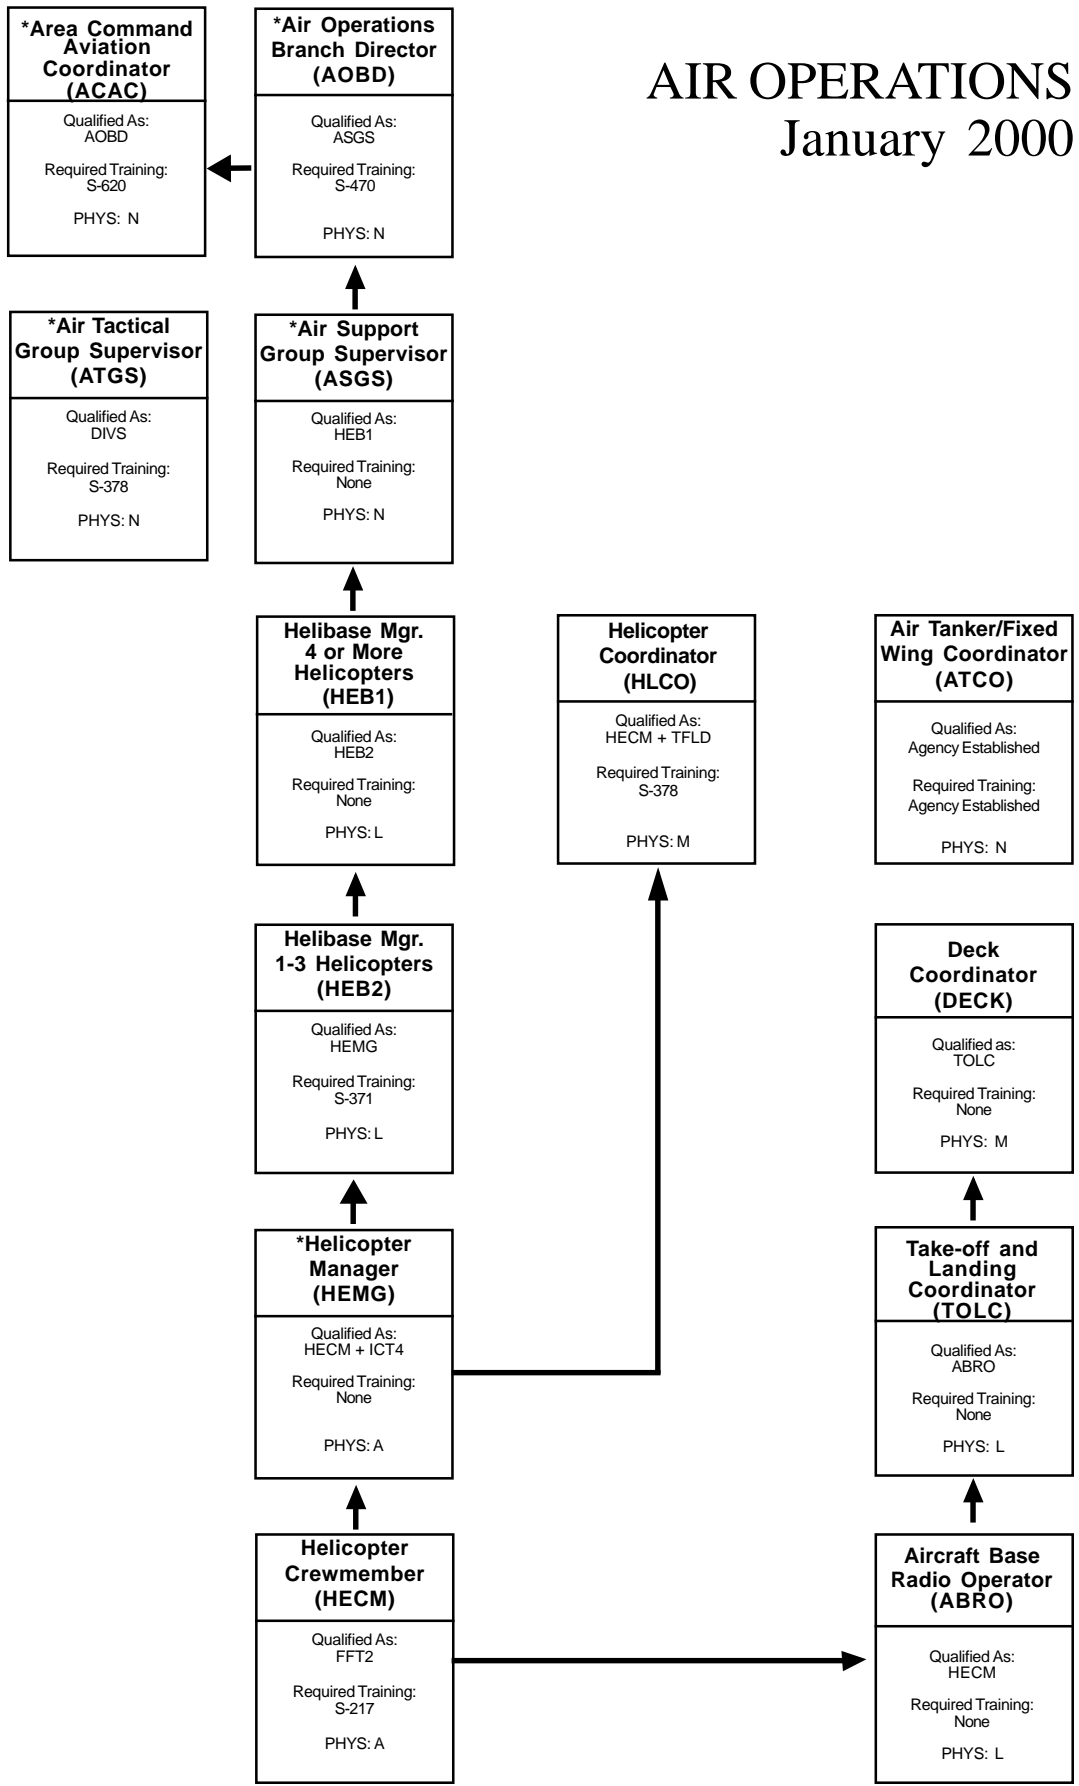 AIR OPERATIONS
January 2000
*Area Command
Aviation
Coordinator
(ACAC)
Qualified As:
AOBD
Required Training:
S-620
PHYS: N
*Air Operations
Branch Director
(AOBD)
Qualified As:
ASGS
Required Training:
S-470
PHYS: N
*Air Tactical
Group Supervisor
(ATGS)
Qualified As:
DIVS
Required Training:
S-378
PHYS: N
*Air Support
Group Supervisor
(ASGS)
Qualified As:
HEB1
Required Training:
None
PHYS: N
Helibase Mgr.
4 or More
Helicopters
(HEB1)
Qualified As:
HEB2
Required Training:
None
PHYS: L
Helicopter
Coordinator
(HLCO)
Qualified As:
HECM + TFLD
Required Training:
S-378
PHYS: M
Air Tanker/Fixed
Wing Coordinator
(ATCO)
Qualified As:
Agency Established
Required Training:
Agency Established
PHYS: N
Helibase Mgr.
1-3 Helicopters
(HEB2)
Qualified As:
HEMG
Required Training:
S-371
PHYS: L
Deck
Coordinator
(DECK)
Qualified as:
TOLC
Required Training:
None
PHYS: M
*Helicopter
Manager
(HEMG)
Qualified As:
HECM + ICT4
Required Training:
None
PHYS: A
Take-off and
Landing
Coordinator
(TOLC)
Qualified As:
ABRO
Required Training:
None
PHYS: L
Helicopter
Crewmember
(HECM)
Qualified As:
FFT2
Required Training:
S-217
PHYS: A
Aircraft Base
Radio Operator
(ABRO)
Qualified As:
HECM
Required Training:
None
PHYS: L